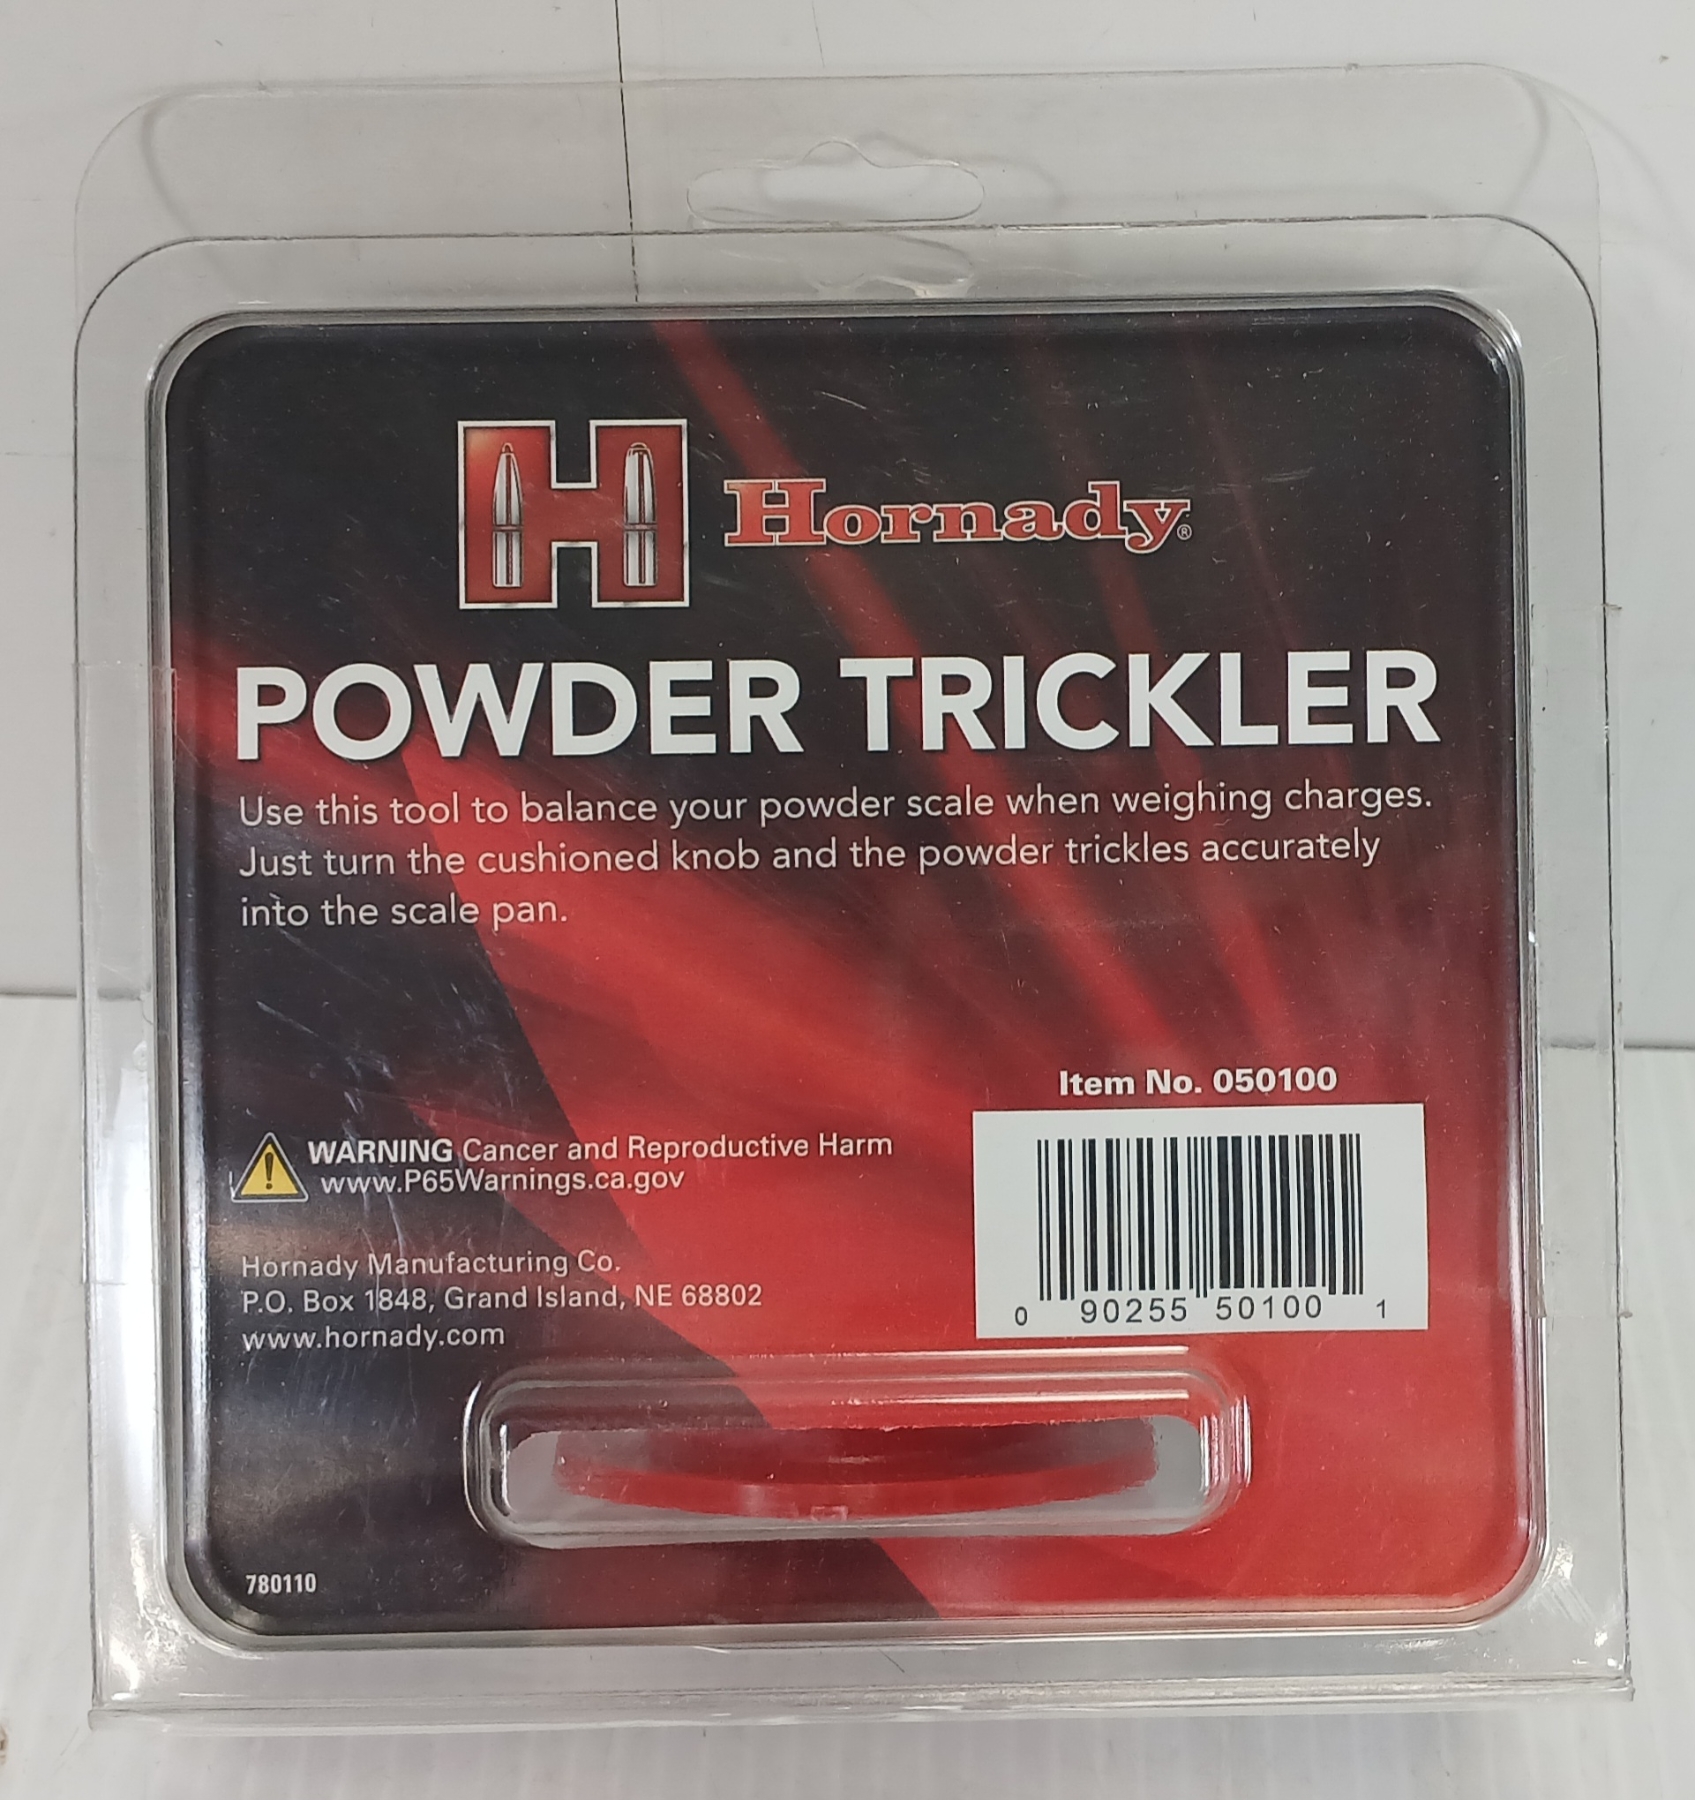 H Hornady®
POWDER TRICKLER
Use this tool to balance your powder scale when weighing charges.
Just turn the cushioned knob and the powder trickles accurately
into the scale pan.
Item No. 050100
WARNING Cancer and Reproductive Harm
www.P65Warnings.ca.gov
Hornady Manufacturing Co.
P.O. Box 1848, Grand Island, NE 68802
www.hornady.com
0 90255 50100 1
780110